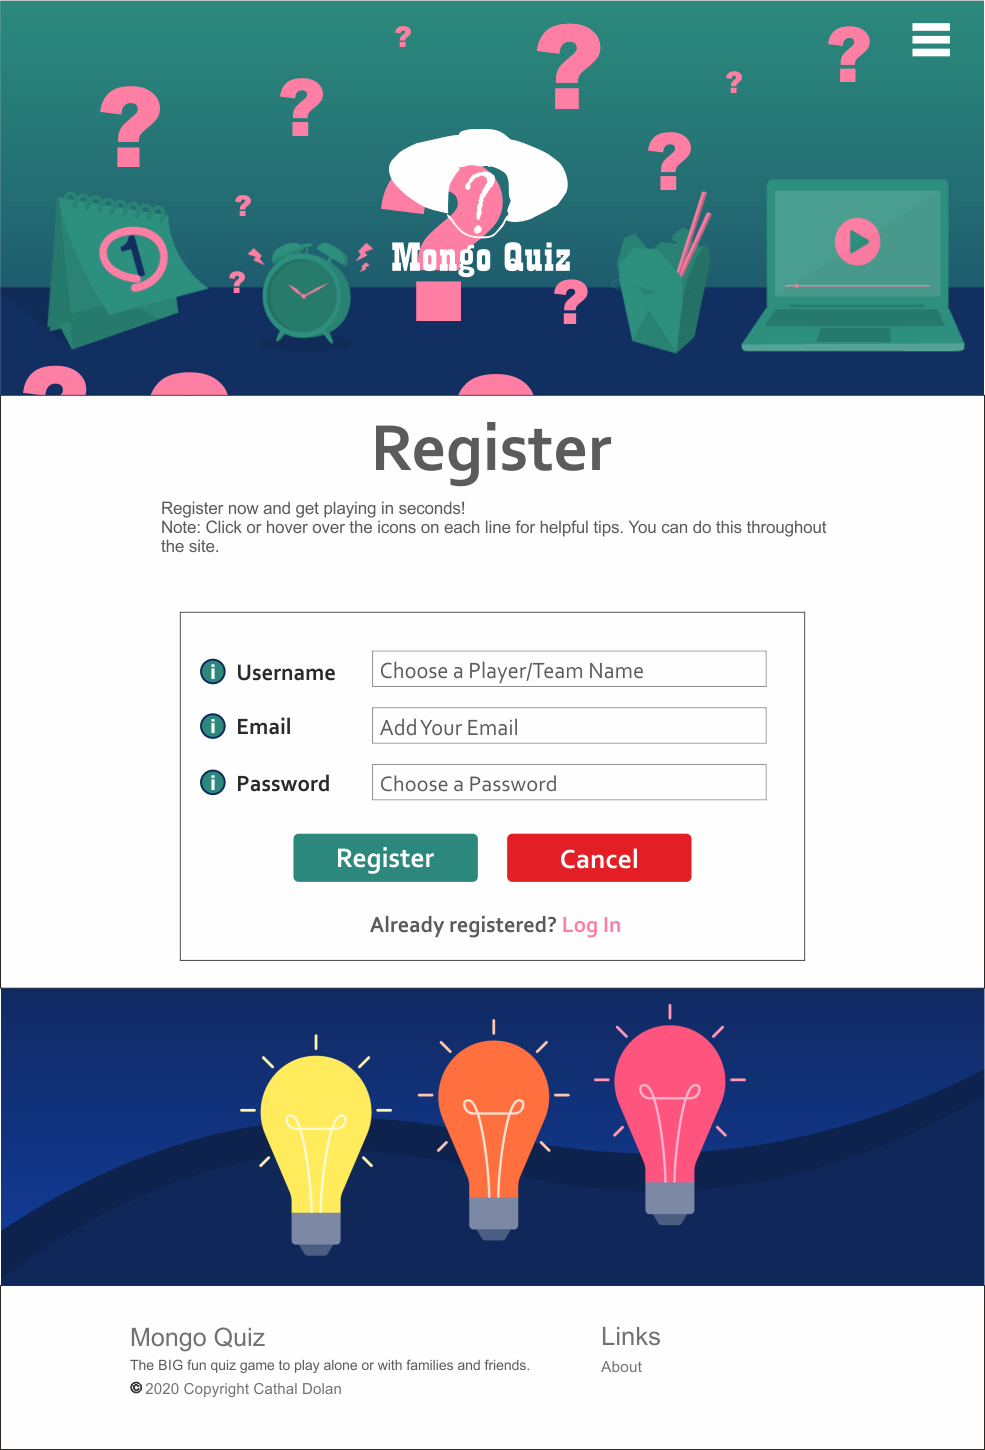 1
?
Mongo Quiz
Register
Register now and get playing in seconds!
Note: Click or hover over the icons on each line for helpful tips. You can do this throughout
the site.
i Username Choose a Player/Team Name
i Email Add Your Email
i Password Choose a Password
Register Cancel
Already registered? Log In
Mongo Quiz
The BIG fun quiz game to play alone or with families and friends.
© 2020 Copyright Cathal Dolan
Links
About